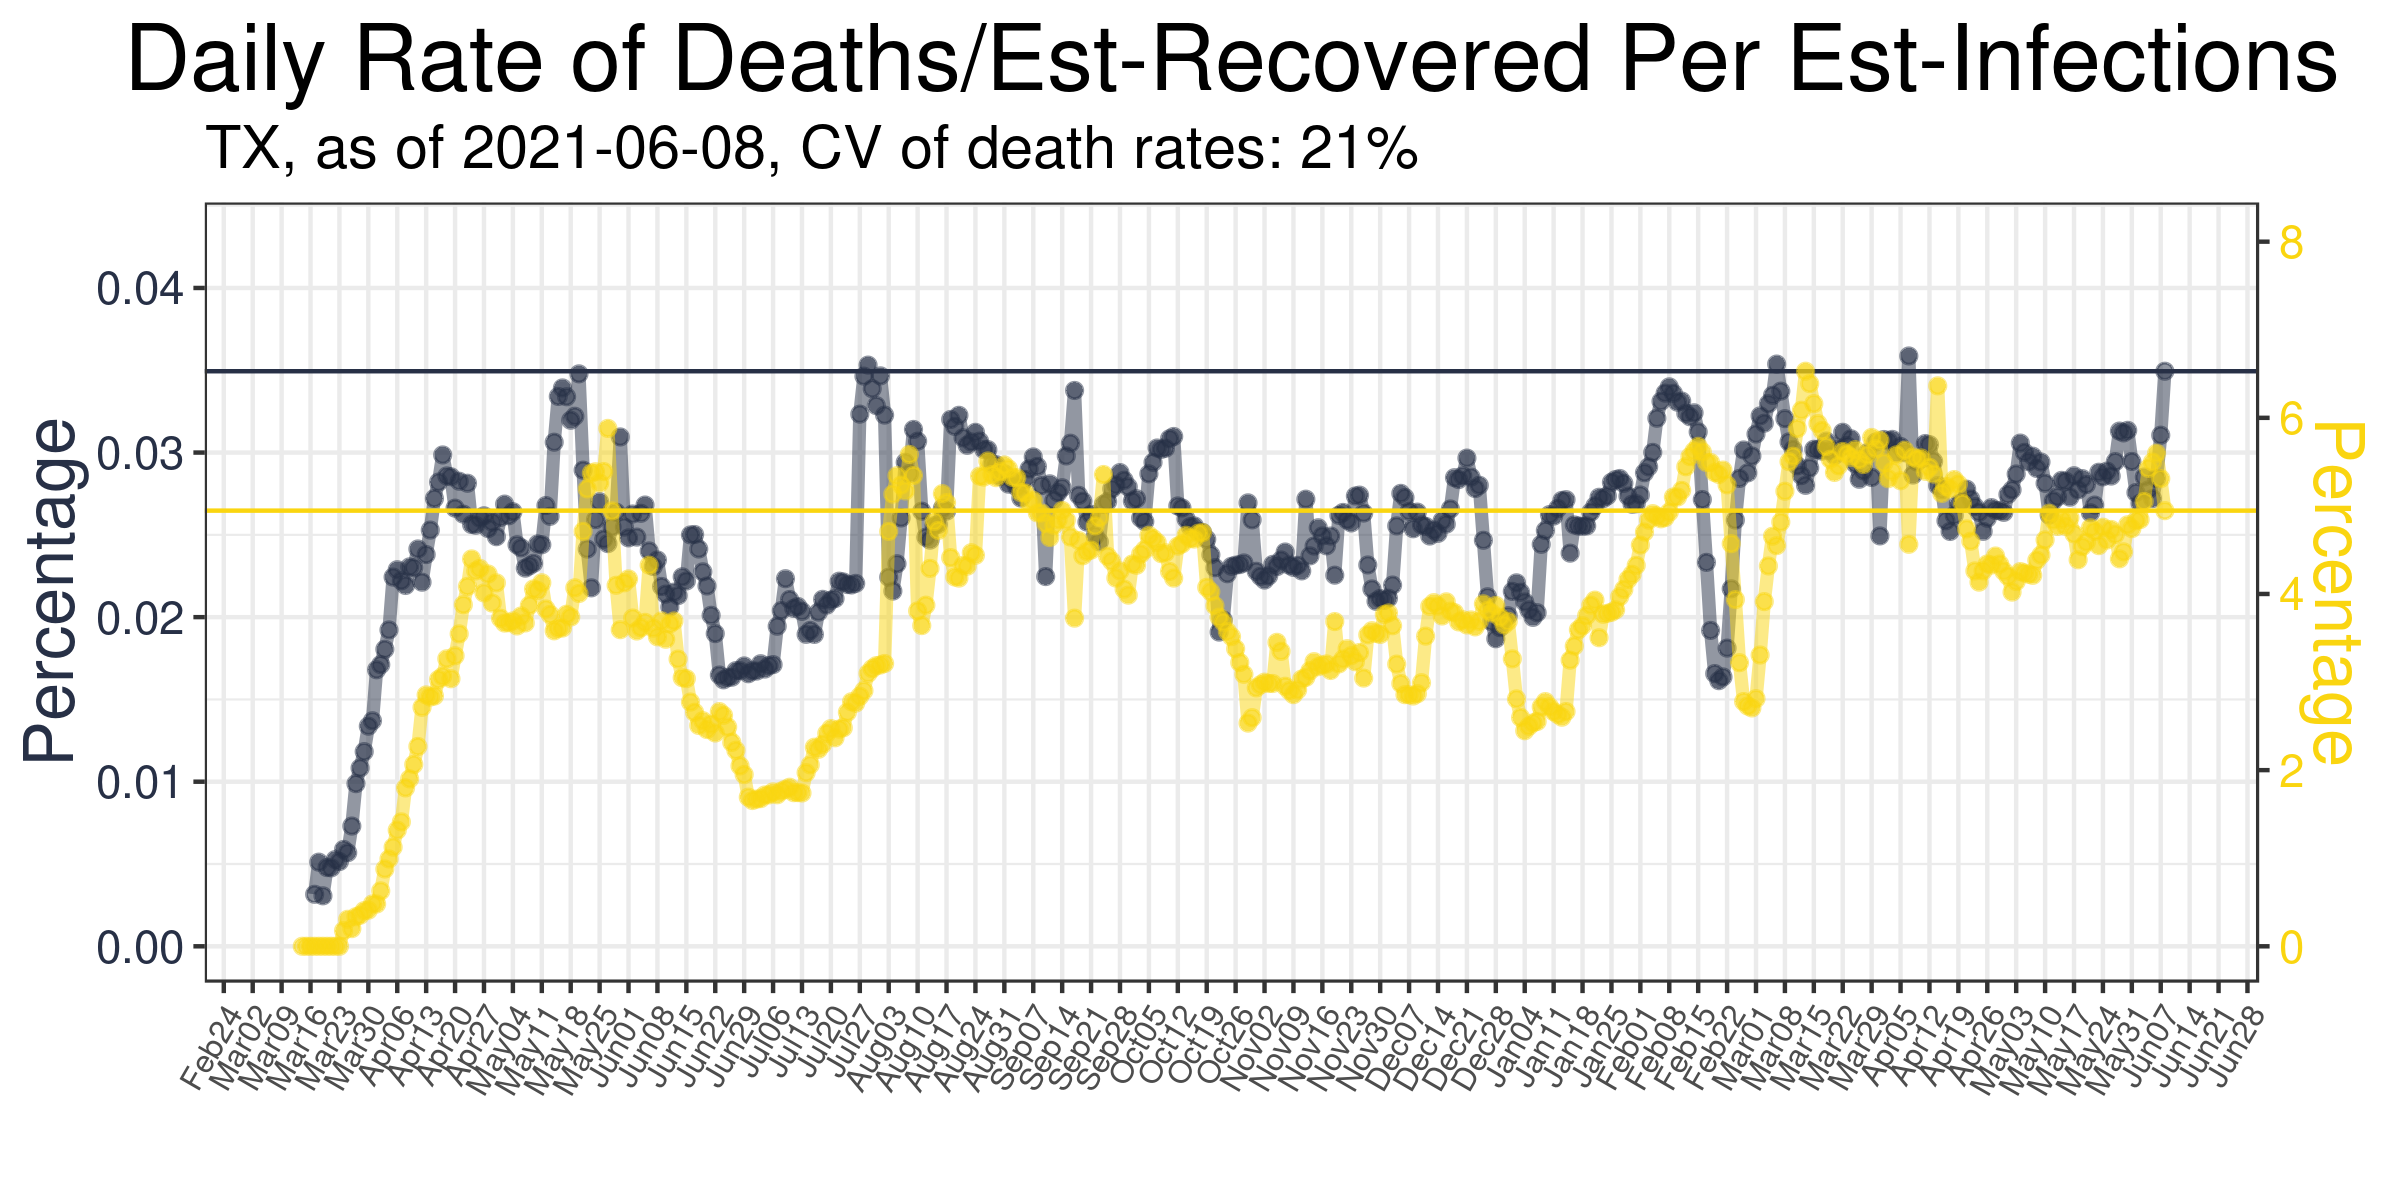 Daily Rate of Deaths/Est-Recovered Per Est-Infections
TX, as of 2021-06-08, CV of death rates: 21%
Percentage
0.04
0.03
0.02
0.01
0.00
8
6
4
2
0
Percentage
Feb24
Mar02
Mar09
Mar16
Mar23
Mar30
Apr06
Apr13
Apr20
Apr27
May04
May11
May18
May25
Jun01
Jun08
Jun15
Jun22
Jun29
Jul06
Jul13
Jul20
Jul27
Aug03
Aug10
Aug17
Aug24
Aug31
Sep07
Sep14
Sep21
Sep28
Oct05
Oct12
Oct19
Oct26
Nov02
Nov09
Nov16
Nov23
Nov30
Dec07
Dec14
Dec21
Dec28
Jan04
Jan11
Jan18
Jan25
Feb01
Feb08
Feb15
Feb22
Mar01
Mar08
Mar15
Mar22
Mar29
Apr05
Apr12
Apr19
Apr26
May03
May10
May17
May24
May31
Jun07
Jun14
Jun21
Jun28